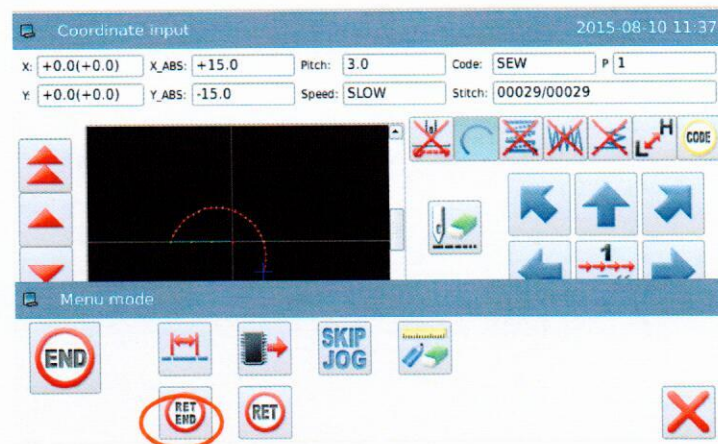 Coordinate input 2015-08-10 11:37
X: +0.0(+0.0) X_ABS: +15.0 Pitch: 3.0 Code: SEW P 1
Y: +0.0(+0.0) Y_ABS: -15.0 Speed: SLOW Stitch: 00029/00029
H
L
CODE
1
Menu mode
END
SKIP
JOG
RET
END
RET